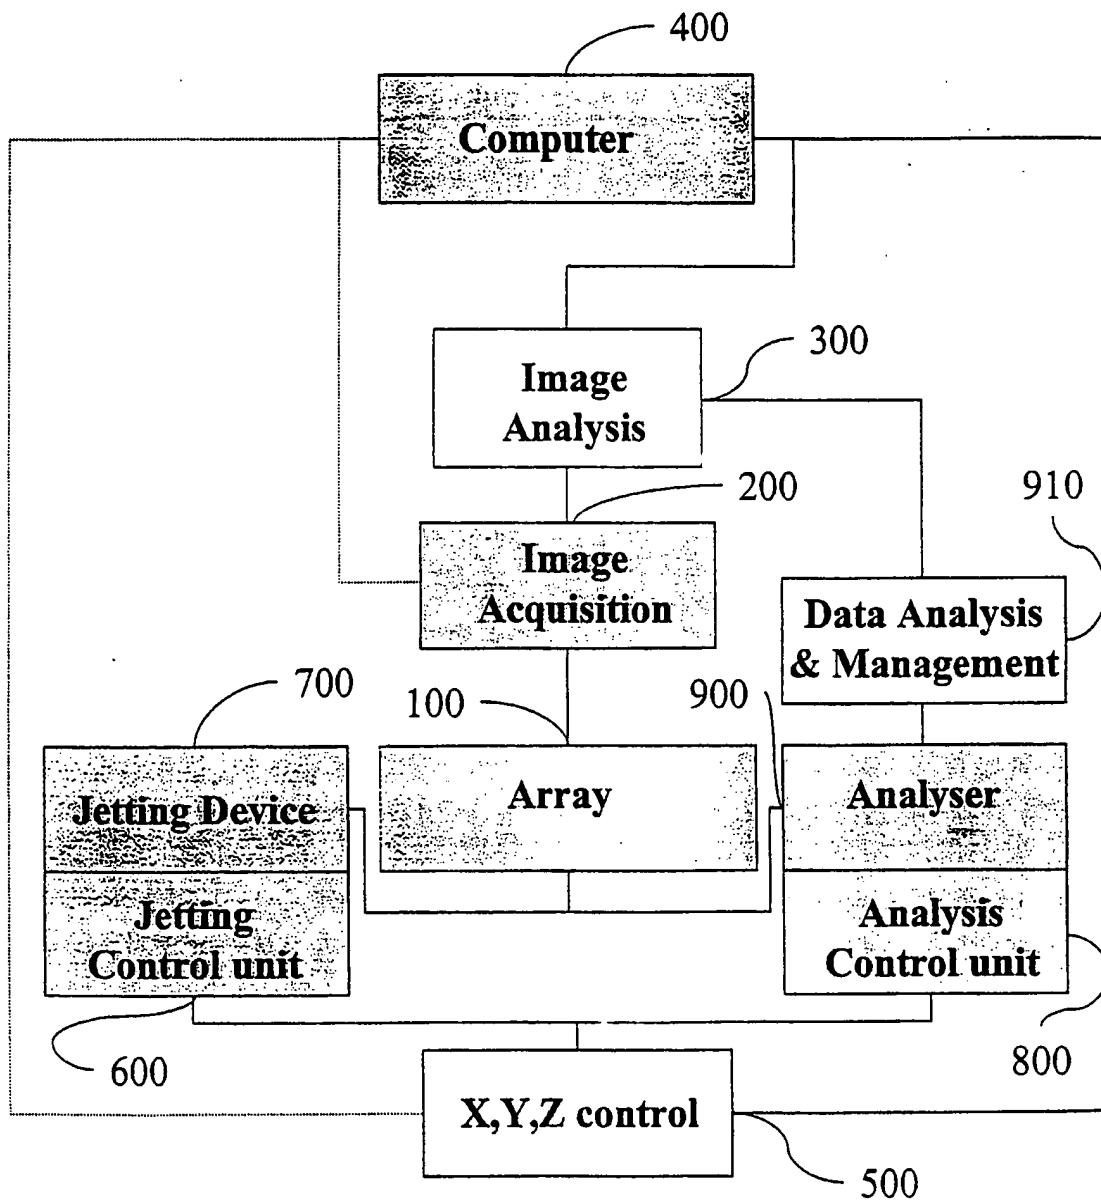 400
Computer
300
Image
Analysis
200
910
Image
Acquisition
Data Analysis
& Management
700
100
900
Jetting Device
Array
Analyser
Jetting
Control unit
Analysis
Control unit
600
800
X,Y,Z control
500